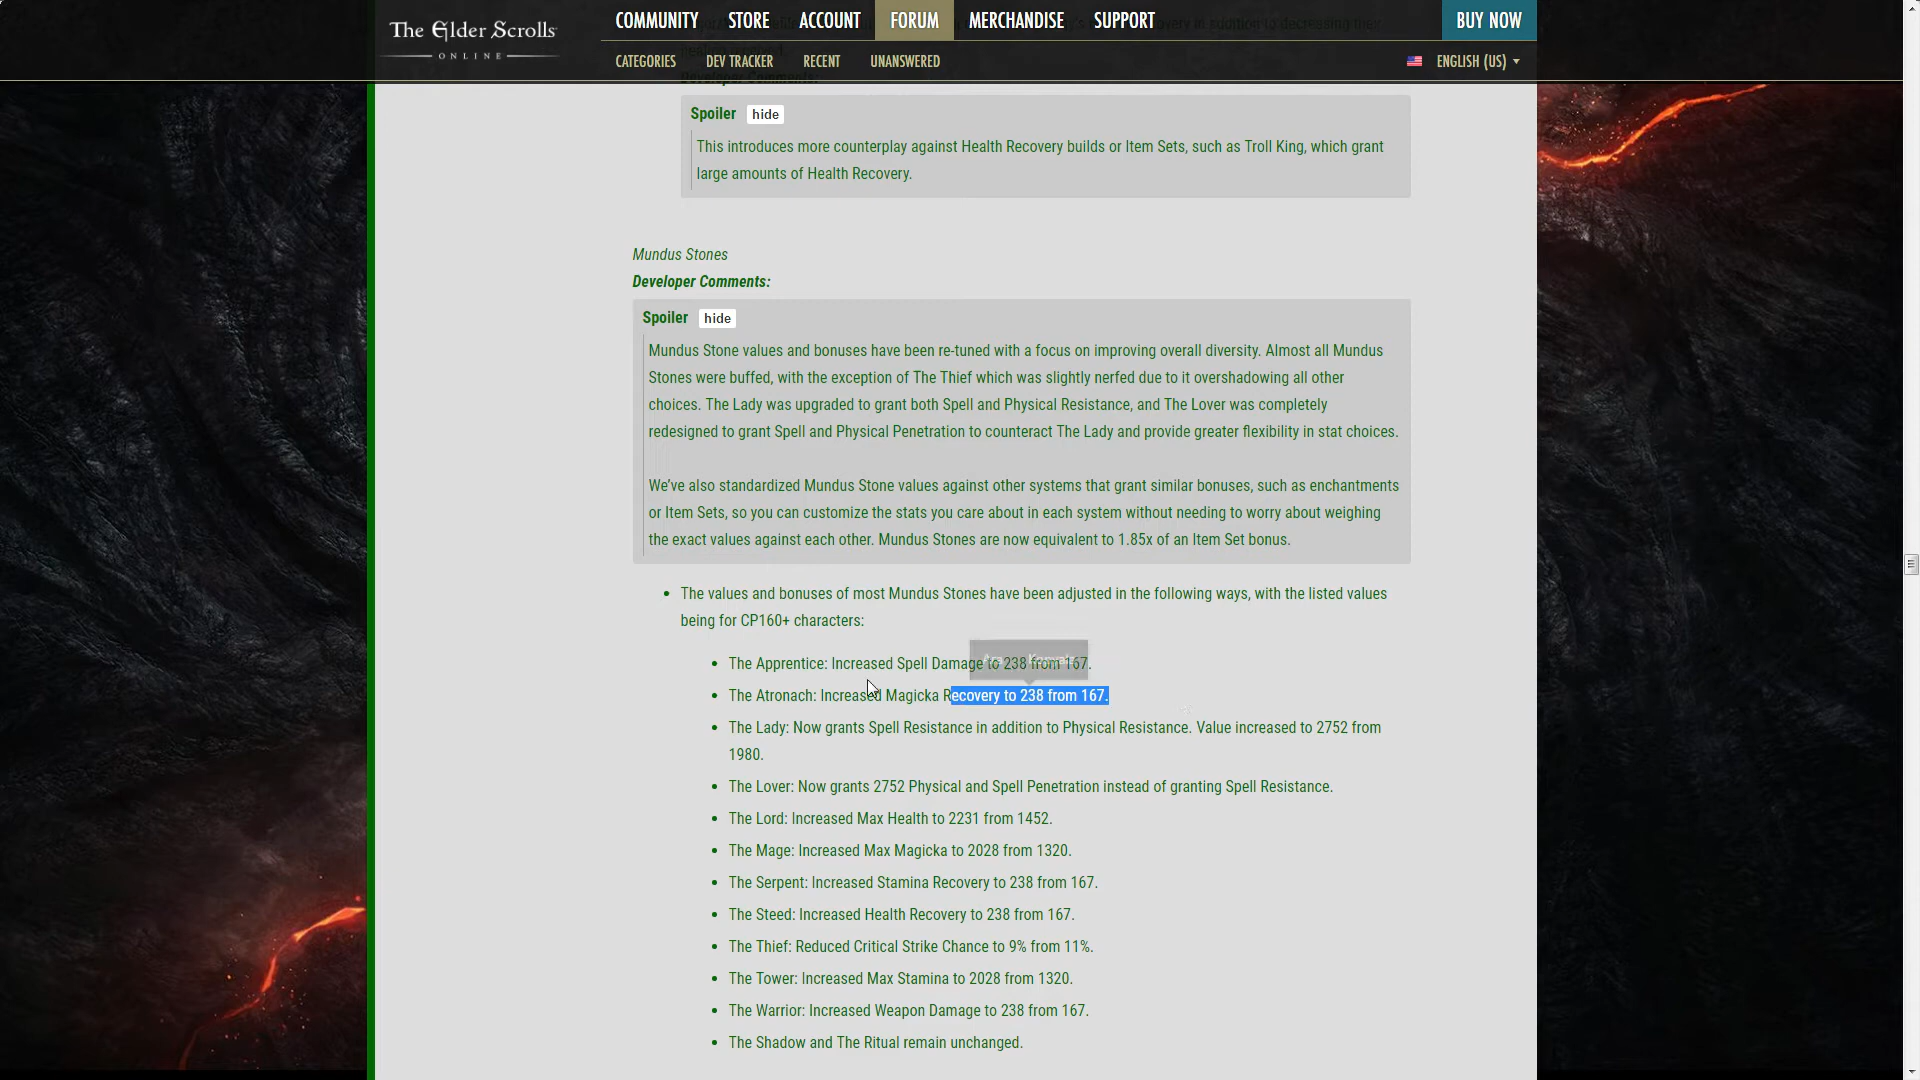 The Elder Scrolls
ONLINE
COMMUNITY STORE ACCOUNT FORUM MERCHANDISE SUPPORT
BUY NOW
CATEGORIES DEV TRACKER RECENT UNANSWERED
ENGLISH (US)
Developer Comments:
Spoiler hide
This introduces more counterplay against Health Recovery builds or Item Sets, such as Troll King, which grant
large amounts of Health Recovery.
Mundus Stones
Developer Comments:
Spoiler hide
Mundus Stone values and bonuses have been re-tuned with a focus on improving overall diversity. Almost all Mundus
Stones were buffed, with the exception of The Thief which was slightly nerfed due to it overshadowing all other
choices. The Lady was upgraded to grant both Spell and Physical Resistance, and The Lover was completely
redesigned to grant Spell and Physical Penetration to counteract The Lady and provide greater flexibility in stat choices.
We've also standardized Mundus Stone values against other systems that grant similar bonuses, such as enchantments
or Item Sets, so you can customize the stats you care about in each system without needing to worry about weighing
the exact values against each other. Mundus Stones are now equivalent to 1.85x of an Item Set bonus.
• The values and bonuses of most Mundus Stones have been adjusted in the following ways, with the listed values
being for CP160+ characters:
• The Apprentice: Increased Spell Damage to 238 from 167.
• The Atronach: Increased Magicka Recovery to 238 from 167.
• The Lady: Now grants Spell Resistance in addition to Physical Resistance. Value increased to 2752 from
1980.
• The Lover: Now grants 2752 Physical and Spell Penetration instead of granting Spell Resistance.
• The Lord: Increased Max Health to 2231 from 1452.
• The Mage: Increased Max Magicka to 2028 from 1320.
• The Serpent: Increased Stamina Recovery to 238 from 167.
• The Steed: Increased Health Recovery to 238 from 167.
• The Thief: Reduced Critical Strike Chance to 9% from 11%.
• The Tower: Increased Max Stamina to 2028 from 1320.
• The Warrior: Increased Weapon Damage to 238 from 167.
• The Shadow and The Ritual remain unchanged.